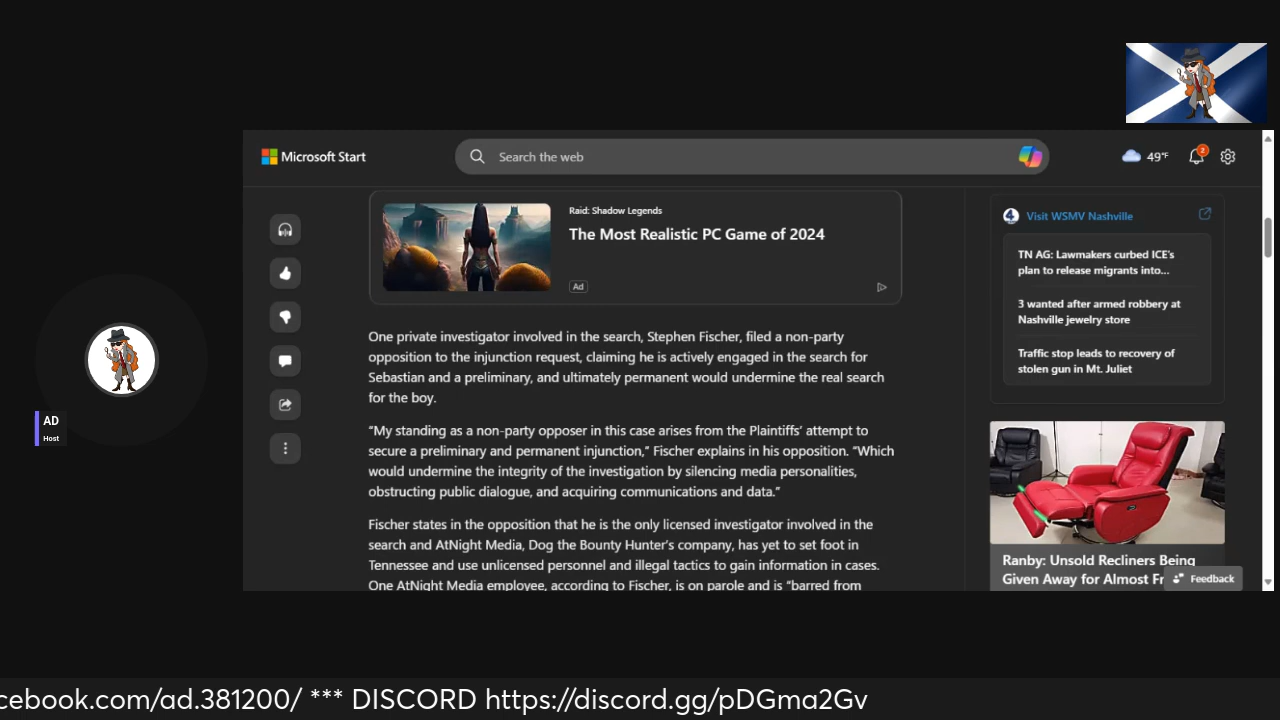 Microsoft Start
Search the web
49°F
2
Raid: Shadow Legends
The Most Realistic PC Game of 2024
Ad
One private investigator involved in the search, Stephen Fischer, filed a non-party
opposition to the injunction request, claiming he is actively engaged in the search for
Sebastian and a preliminary, and ultimately permanent would undermine the real search
for the boy.
“My standing as a non-party opposer in this case arises from the Plaintiffs’ attempt to
secure a preliminary and permanent injunction,” Fischer explains in his opposition. “Which
would undermine the integrity of the investigation by silencing media personalities,
obstructing public dialogue, and acquiring communications and data.”
Fischer states in the opposition that he is the only licensed investigator involved in the
search and AtNight Media, Dog the Bounty Hunter’s company, has yet to set foot in
Tennessee and use unlicensed personnel and illegal tactics to gain information in cases.
One AtNight Media employee, according to Fischer, is on parole and is “barred from
4
Visit WSMV Nashville
TN AG: Lawmakers curbed ICE’s
plan to release migrants into...
3 wanted after armed robbery at
Nashville jewelry store
Traffic stop leads to recovery of
stolen gun in Mt. Juliet
Ranby: Unsold Recliners Being
Given Away for Almost Fr
Feedback
AD
Host
cebook.com/ad.381200/ *** DISCORD https://discord.gg/pDGma2Gv